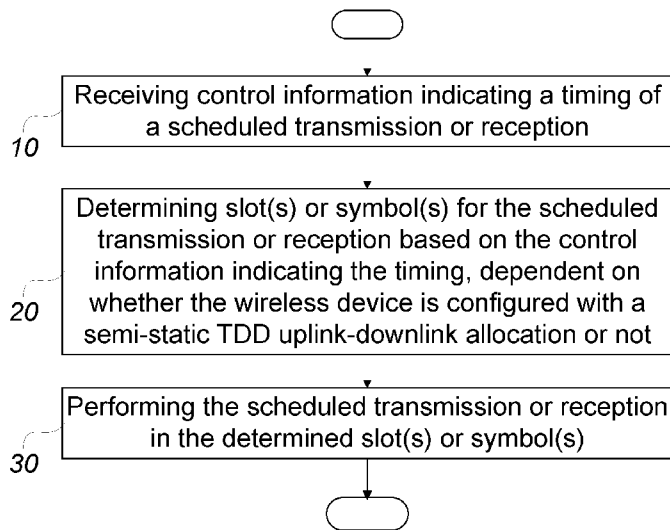 Receiving control information indicating a timing of
a scheduled transmission or reception
10
Determining slot(s) or symbol(s) for the scheduled
transmission or reception based on the control
information indicating the timing, dependent on
whether the wireless device is configured with a
semi-static TDD uplink-downlink allocation or not
20
Performing the scheduled transmission or reception
in the determined slot(s) or symbol(s)
30